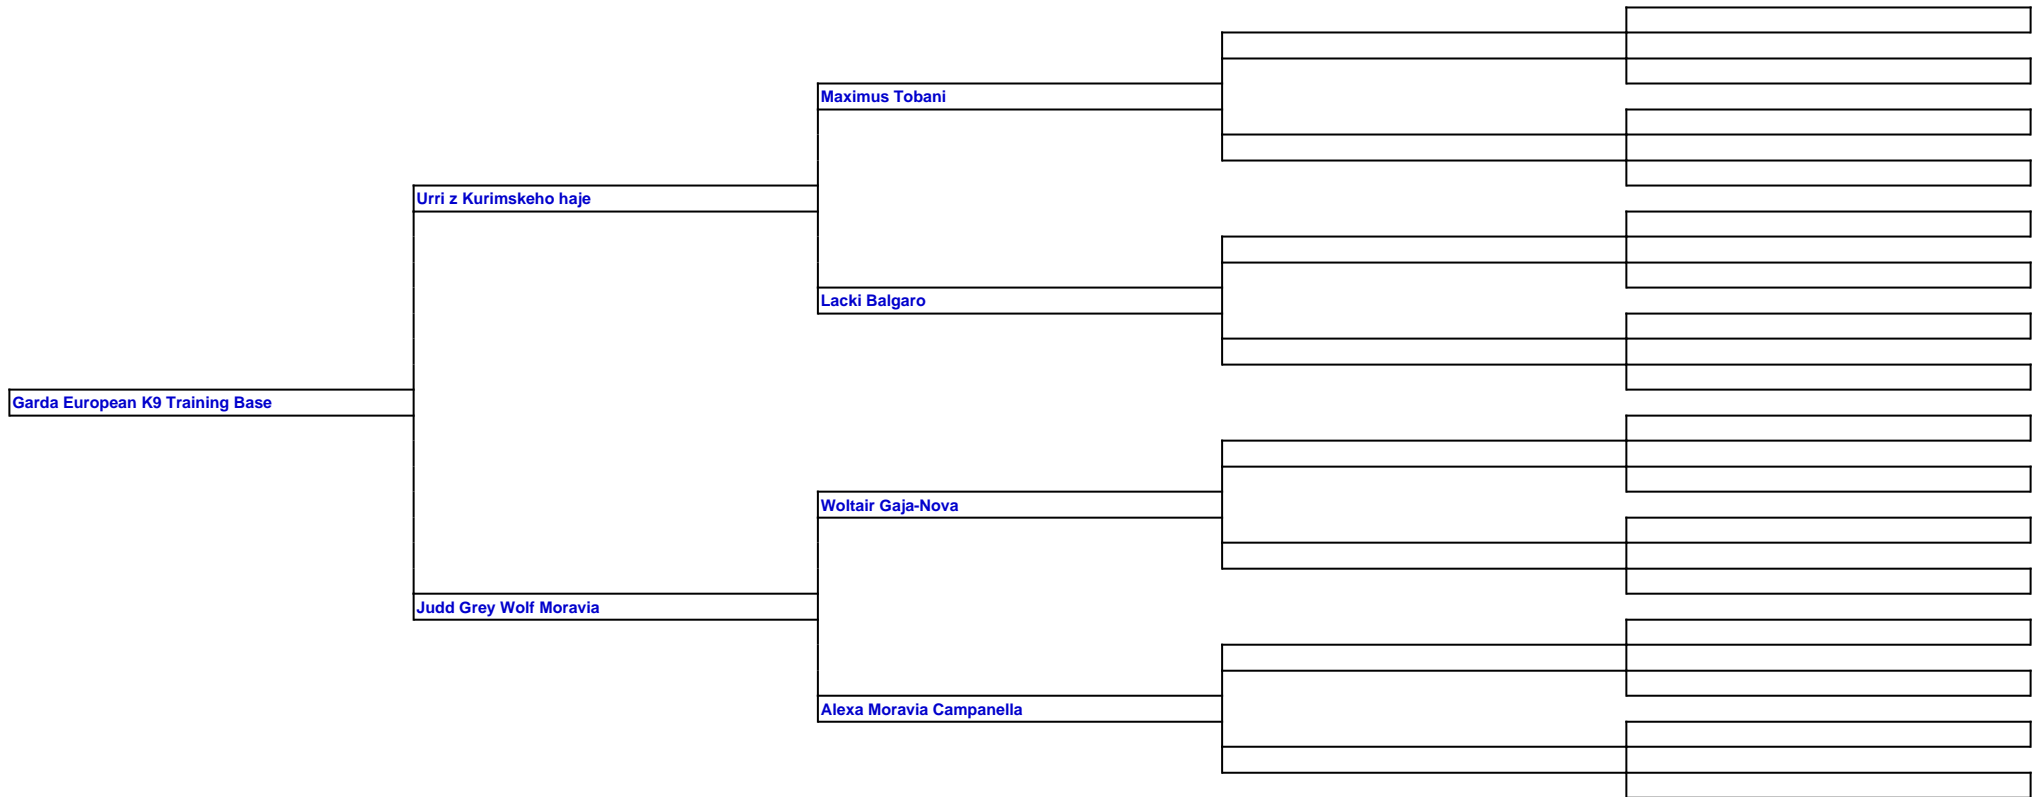 Maximus Tobani
Urri z Kurimskeho haje
Lacki Balgaro
Garda European K9 Training Base
Woltair Gaja-Nova
Judd Grey Wolf Moravia
Alexa Moravia Campanella